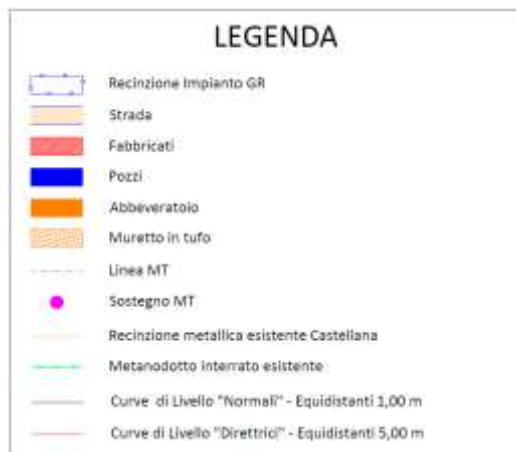 LEGENDA
Recinzione Impianto GR
Strada
Fabbricati
Pozzi
Abbeveratoio
Muretto in tufo
Linea MT
Sostegno MT
Recinzione metallica esistente Castellana
Metanodotto interrato esistente
Curve di Livello "Normali" - Equidistanti 1,00 m
Curve di Livello "Direttrici" - Equidistanti 5,00 m